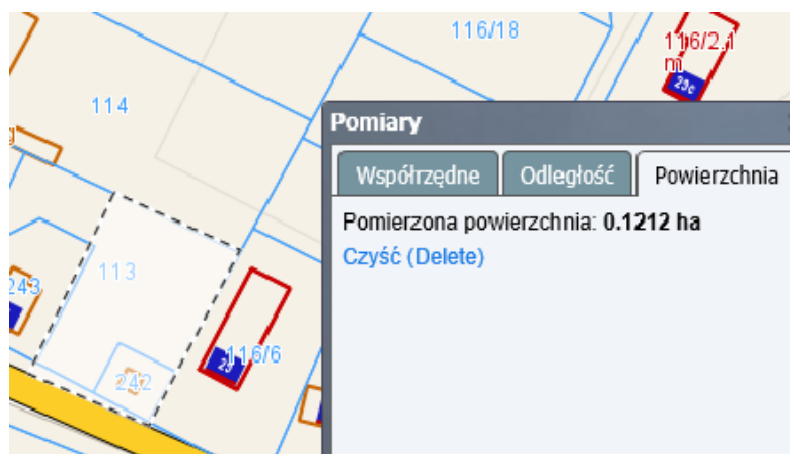 116/18
116/2.1
m
29c
114
Pomiary
Współrzędne
Odległość
Powierzchnia
Pomierzona powierzchnia: 0.1212 ha
Czyść (Delete)
113
243
116/6
242